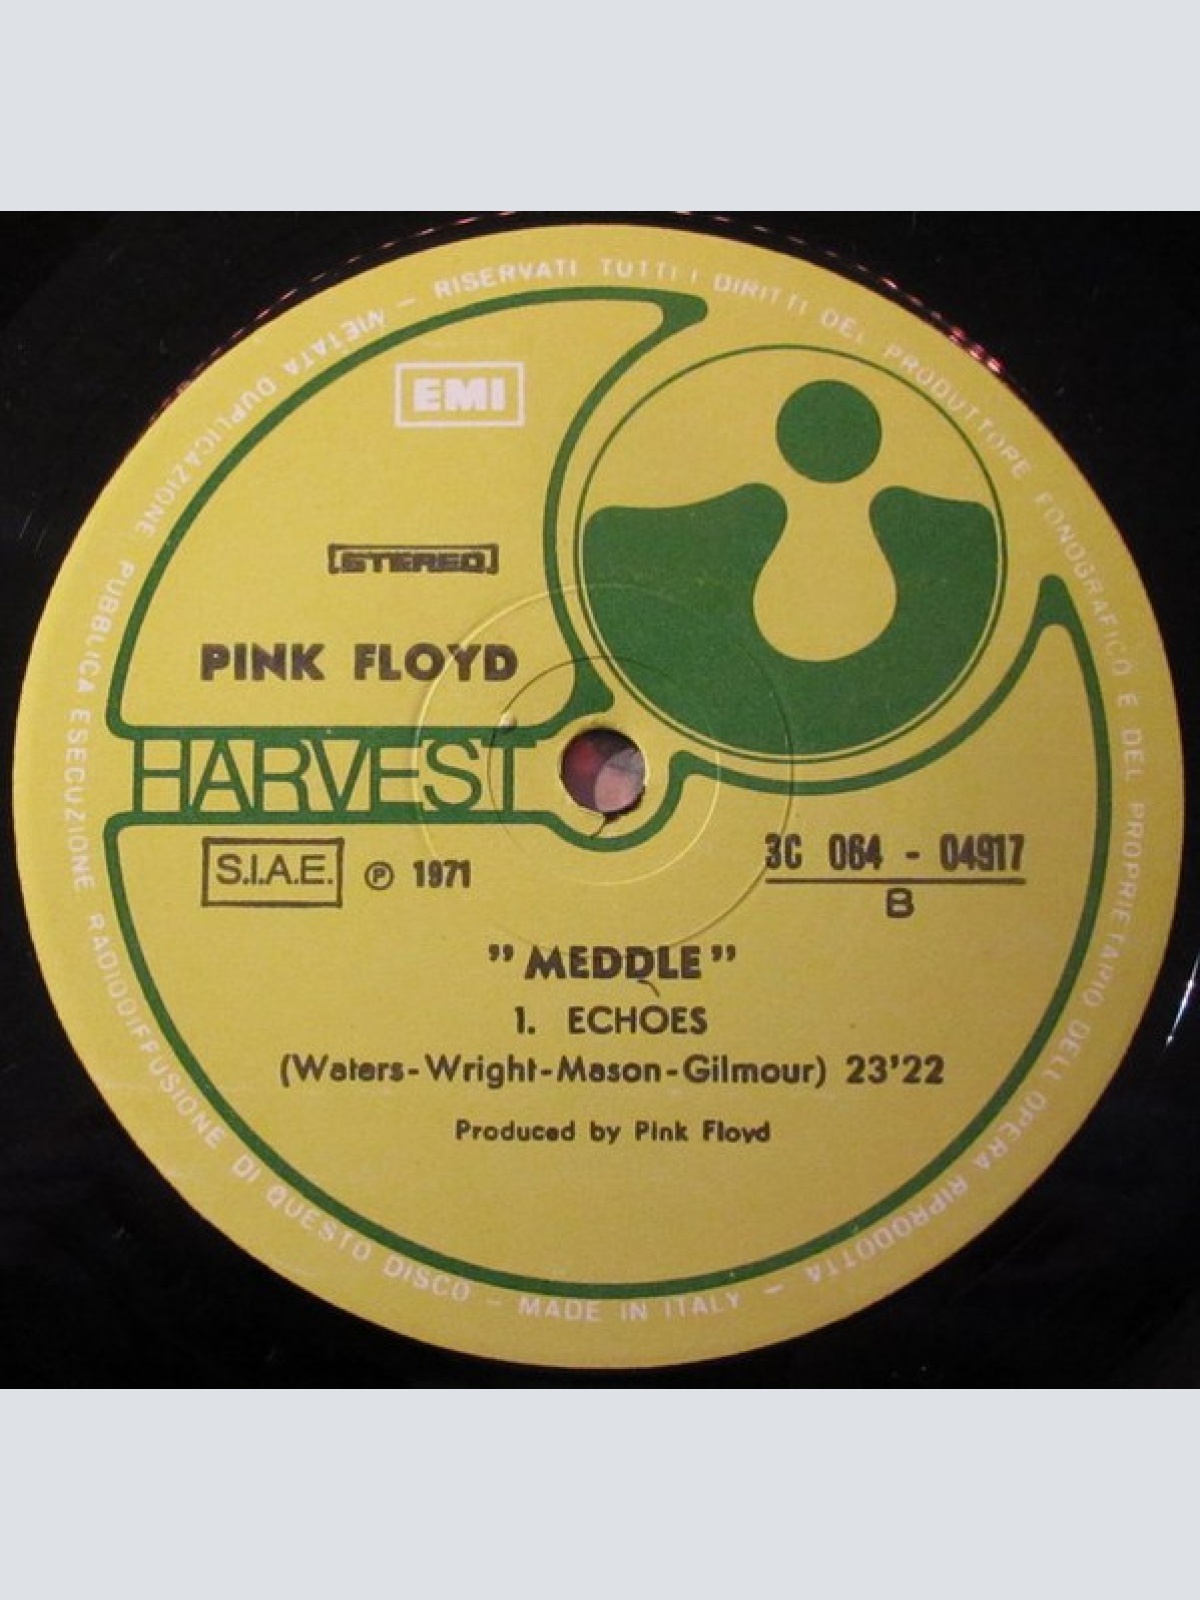 EMI
[STEREO]
PINK FLOYD
HARVEST
S.I.A.E. ℗ 1971
3C 064 - 04917
B
"MEDDLE"
1. ECHOES
(Waters-Wright-Mason-Gilmour) 23'22
Produced by Pink Floyd
RISERVATI TUTTI I DIRITTI DEL PRODUTTORE FONOGRAFICO E DEL PROPRIETARIO DELL OPERA RIPRODOTTA – MADE IN ITALY – VIETATA DUPLICAZIONE PUBBLICA ESECUZIONE RADIODIFFUSIONE DI QUESTO DISCO –